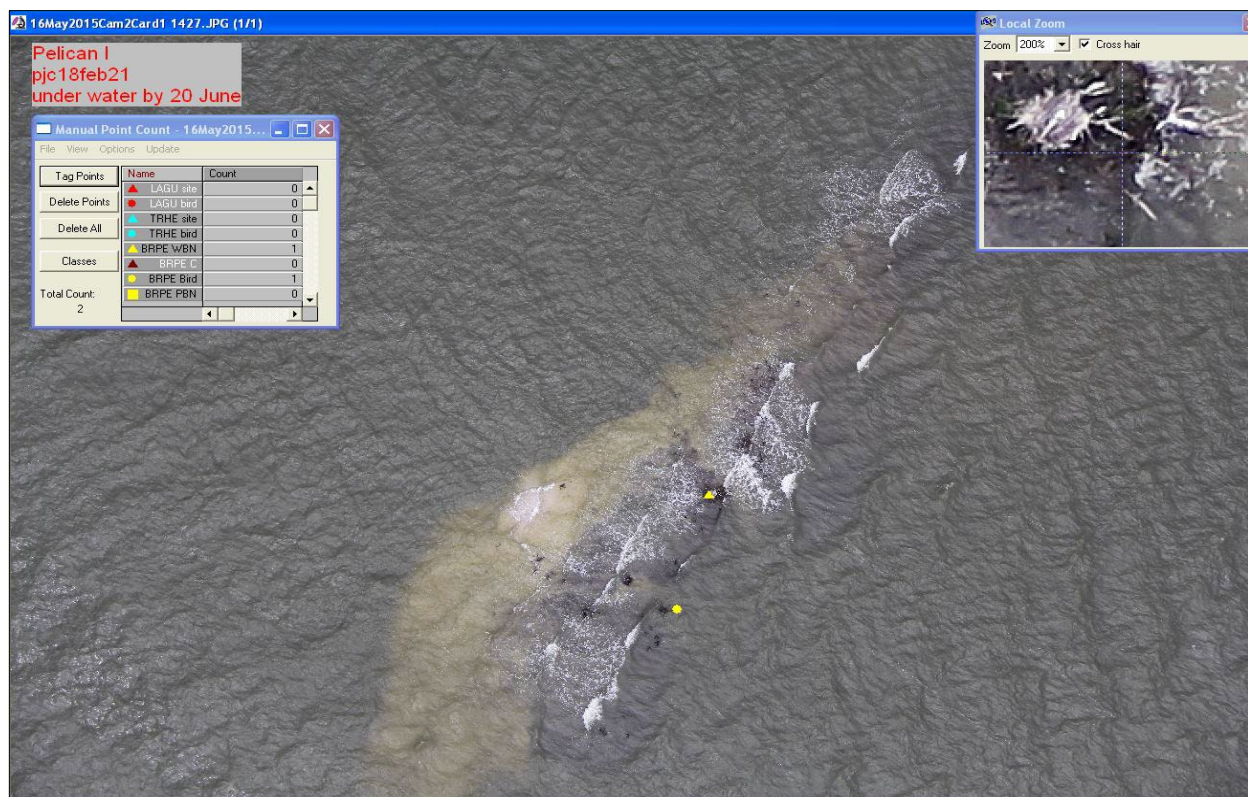 16May2015Cam2Card1 1427.JPG (1/1)
Pelican I
pjc18feb21
under water by 20 June
Manual Point Count - 16May2015...
File View Options Update
Tag Points
Delete Points
Delete All
Classes
Total Count:
2
Name Count
LAGU site 0
LAGU bird 0
TRHE site 0
TRHE bird 0
BRPE WBN 1
BRPE C 0
BRPE Bird 1
BRPE PBN 0
Local Zoom
Zoom 200% Cross hair